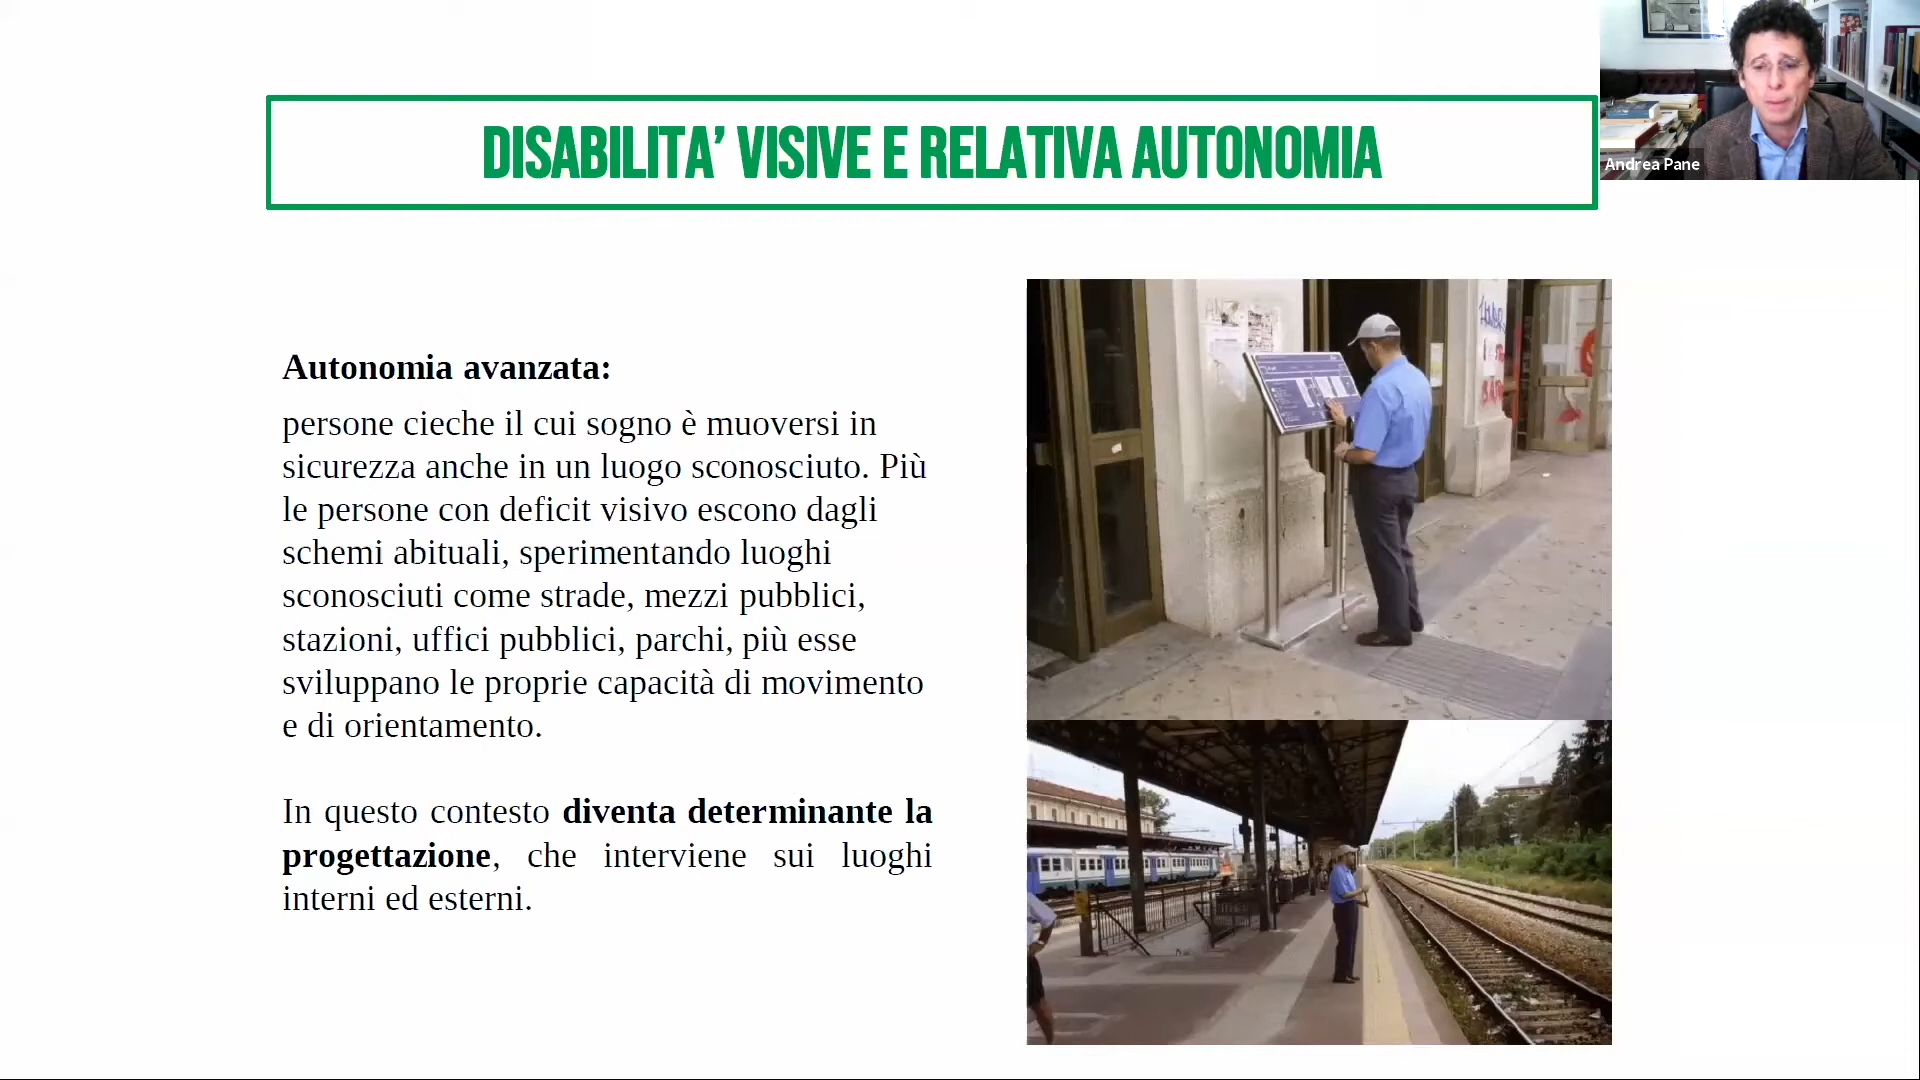 DISABILITA’ VISIVE E RELATIVA AUTONOMIA
Andrea Pane
Autonomia avanzata:
persone cieche il cui sogno è muoversi in
sicurezza anche in un luogo sconosciuto. Più
le persone con deficit visivo escono dagli
schemi abituali, sperimentando luoghi
sconosciuti come strade, mezzi pubblici,
stazioni, uffici pubblici, parchi, più esse
sviluppano le proprie capacità di movimento
e di orientamento.
In questo contesto diventa determinante la
progettazione, che interviene sui luoghi
interni ed esterni.